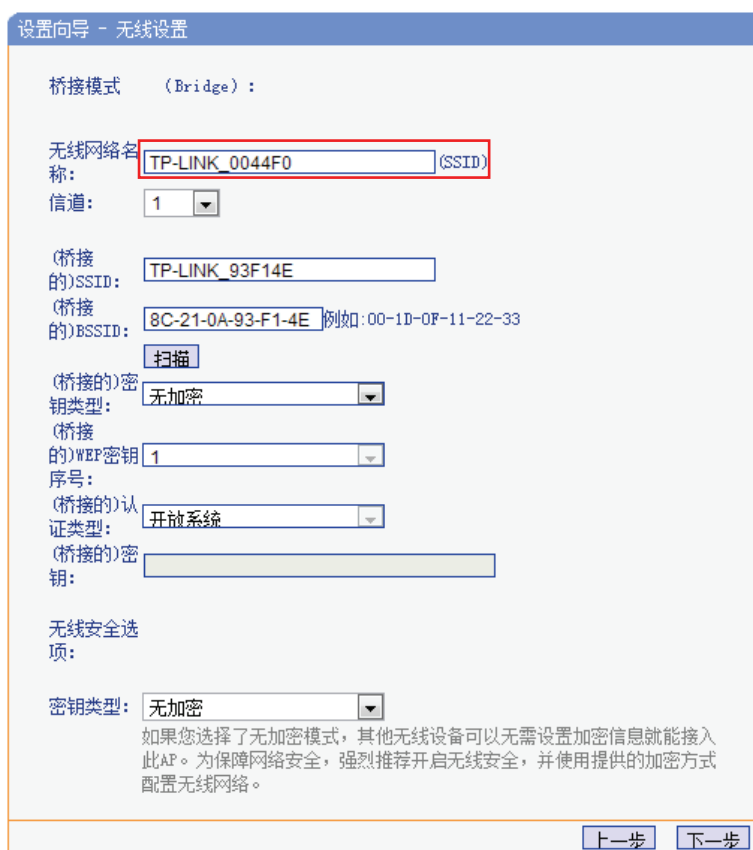 设置向导 - 无线设置
桥接模式 (Bridge):
无线网络名
称:
TP-LINK_0044F0 (SSID)
信道: 1
(桥接
的)SSID: TP-LINK_93F14E
(桥接
的)BSSID: 8C-21-0A-93-F1-4E 例如:00-1D-0F-11-22-33
扫描
(桥接的)密
钥类型: 无加密
(桥接
的)WEP密钥 1
序号:
(桥接的)认
证类型: 开放系统
(桥接的)密
钥:
无线安全选
项:
密钥类型: 无加密
如果您选择了无加密模式，其他无线设备可以无需设置加密信息就能接入
此AP。为保障网络安全，强烈推荐开启无线安全，并使用提供的加密方式
配置无线网络。
上一步 下一步